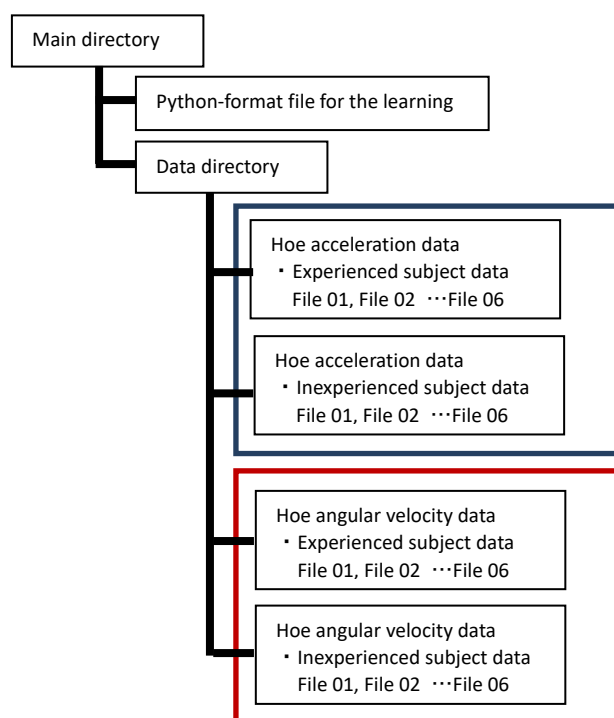 Main directory
Python-format file for the learning
Data directory
Hoe acceleration data
・Experienced subject data
File 01, File 02 …File 06
Hoe acceleration data
・Inexperienced subject data
File 01, File 02 …File 06
Hoe angular velocity data
・Experienced subject data
File 01, File 02 …File 06
Hoe angular velocity data
・Inexperienced subject data
File 01, File 02 …File 06